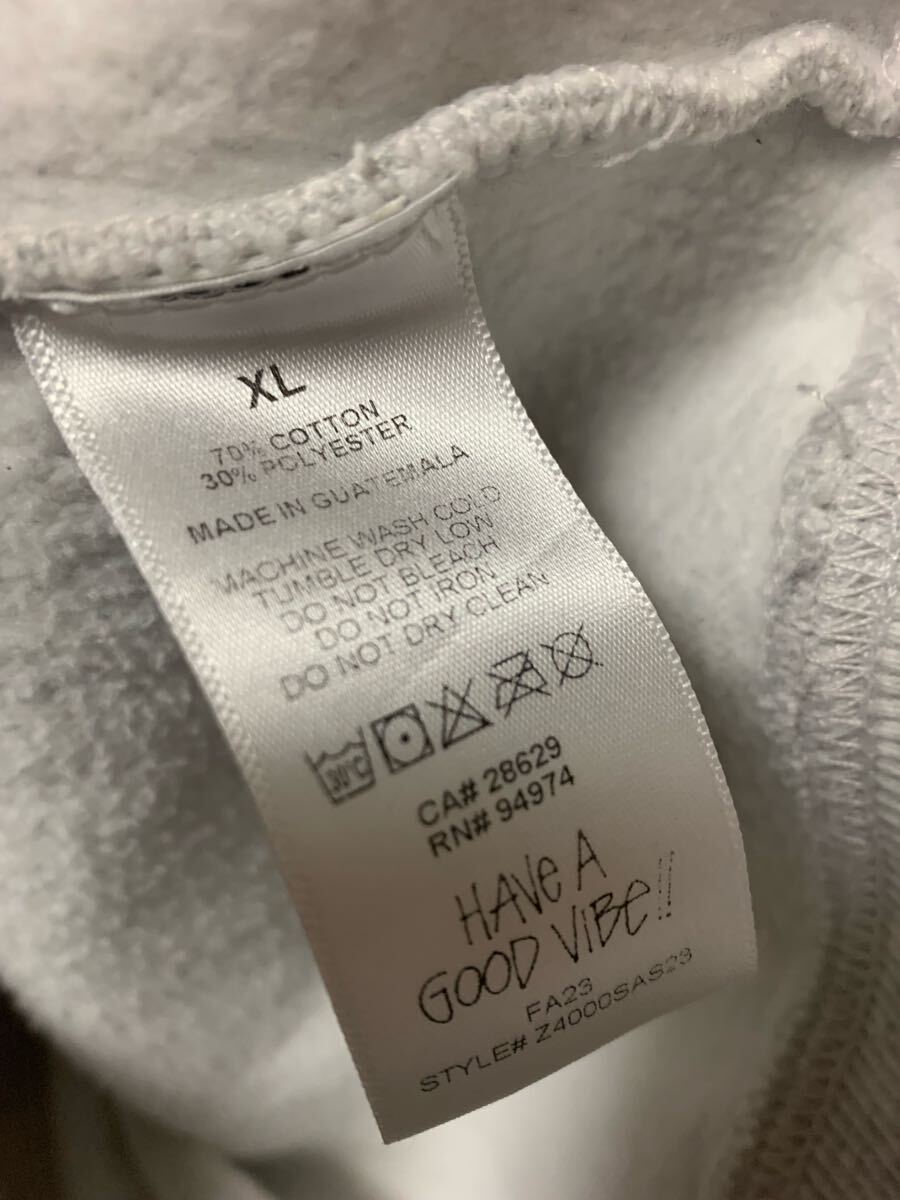 XL
70% COTTON
30% POLYESTER
MADE IN GUATEMALA
MACHINE WASH COLD
TUMBLE DRY LOW
DO NOT BLEACH
DO NOT IRON
DO NOT DRY CLEAN
30°C
CA# 28629
RN# 94974
HAVE A
GOOD VIBE!!
FA23
STYLE# Z4000SAS23